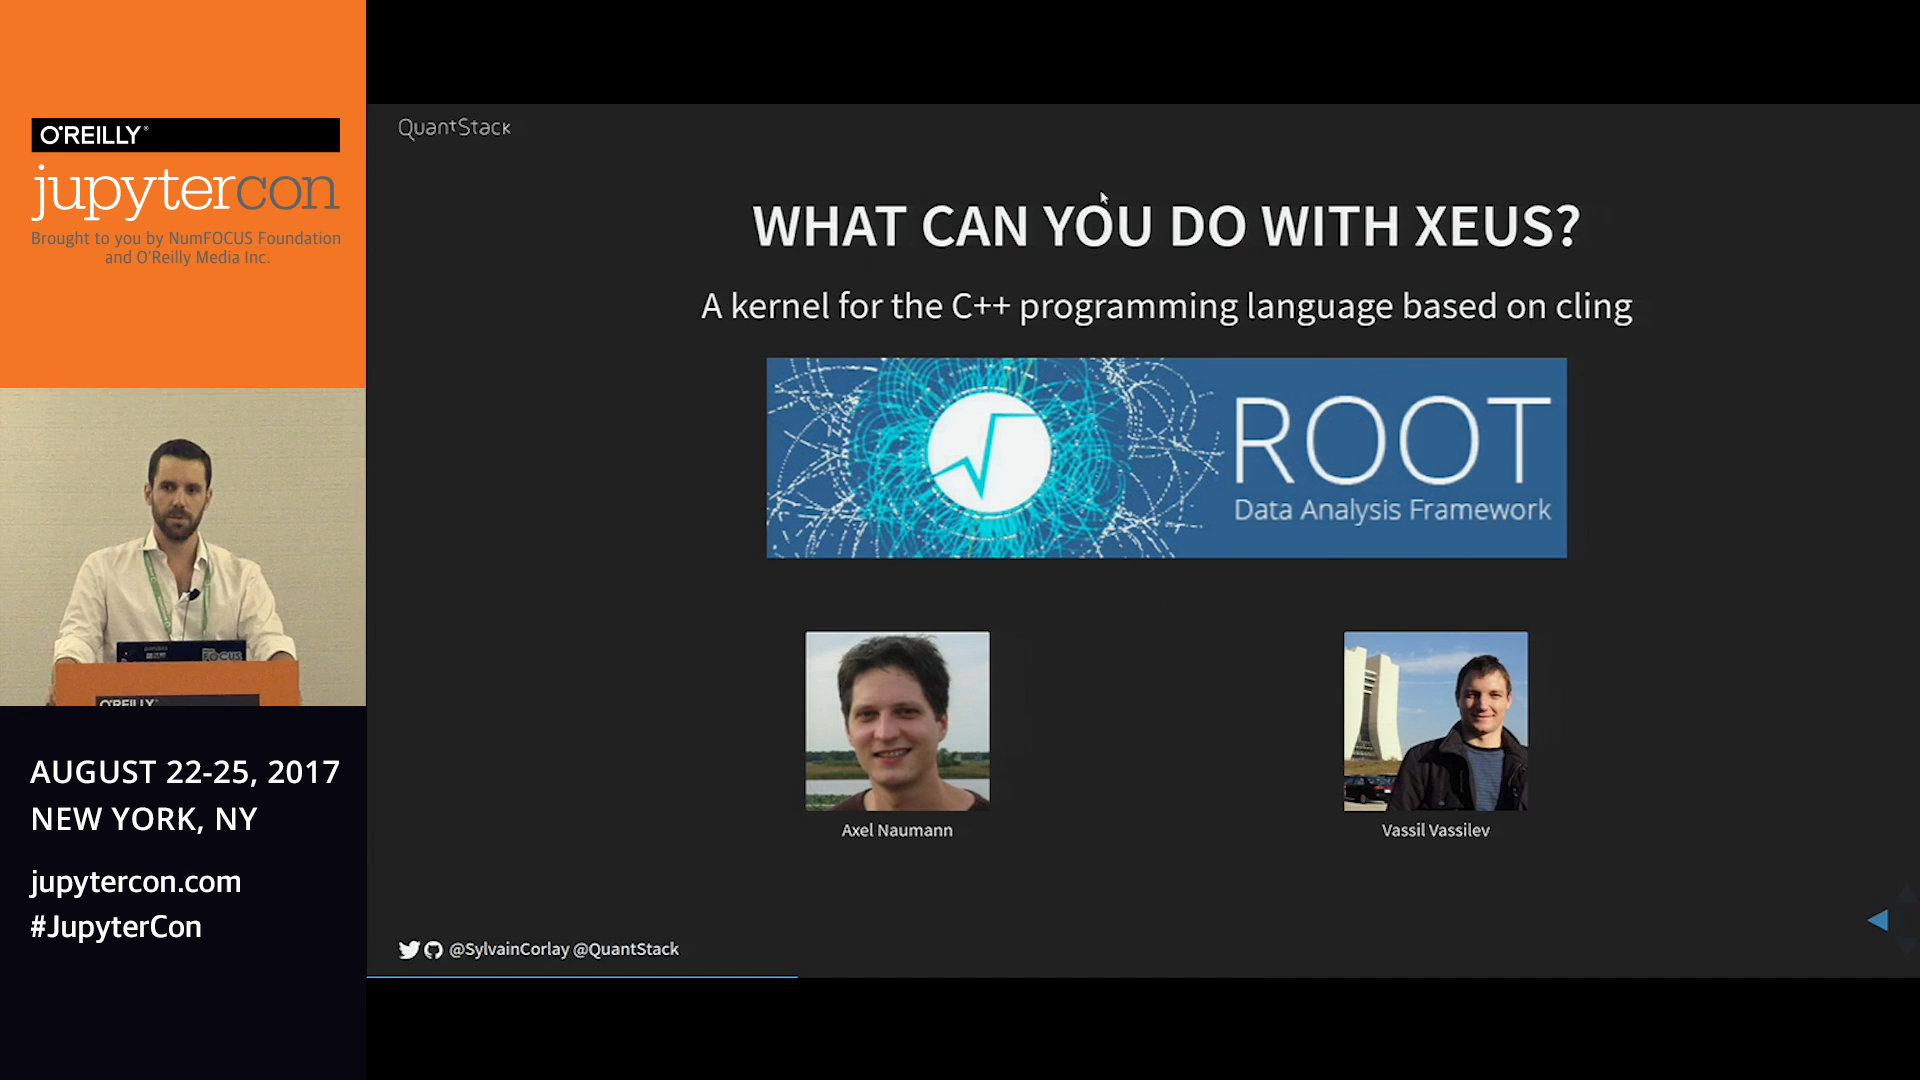 O'REILLY®
jupytercon
Brought to you by NumFOCUS Foundation
and O'Reilly Media Inc.
O'REILLY
AUGUST 22-25, 2017
NEW YORK, NY
jupytercon.com
#JupyterCon
QuantStack
WHAT CAN YOU DO WITH XEUS?
A kernel for the C++ programming language based on cling
ROOT
Data Analysis Framework
Axel Naumann
Vassil Vassilev
@SylvainCorlay @QuantStack